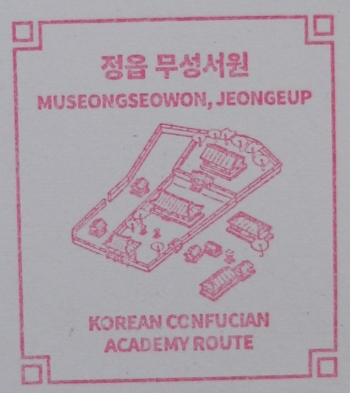 정읍 무성서원
MUSEONGSEOWON, JEONGEUP
KOREAN CONFUCIAN
ACADEMY ROUTE